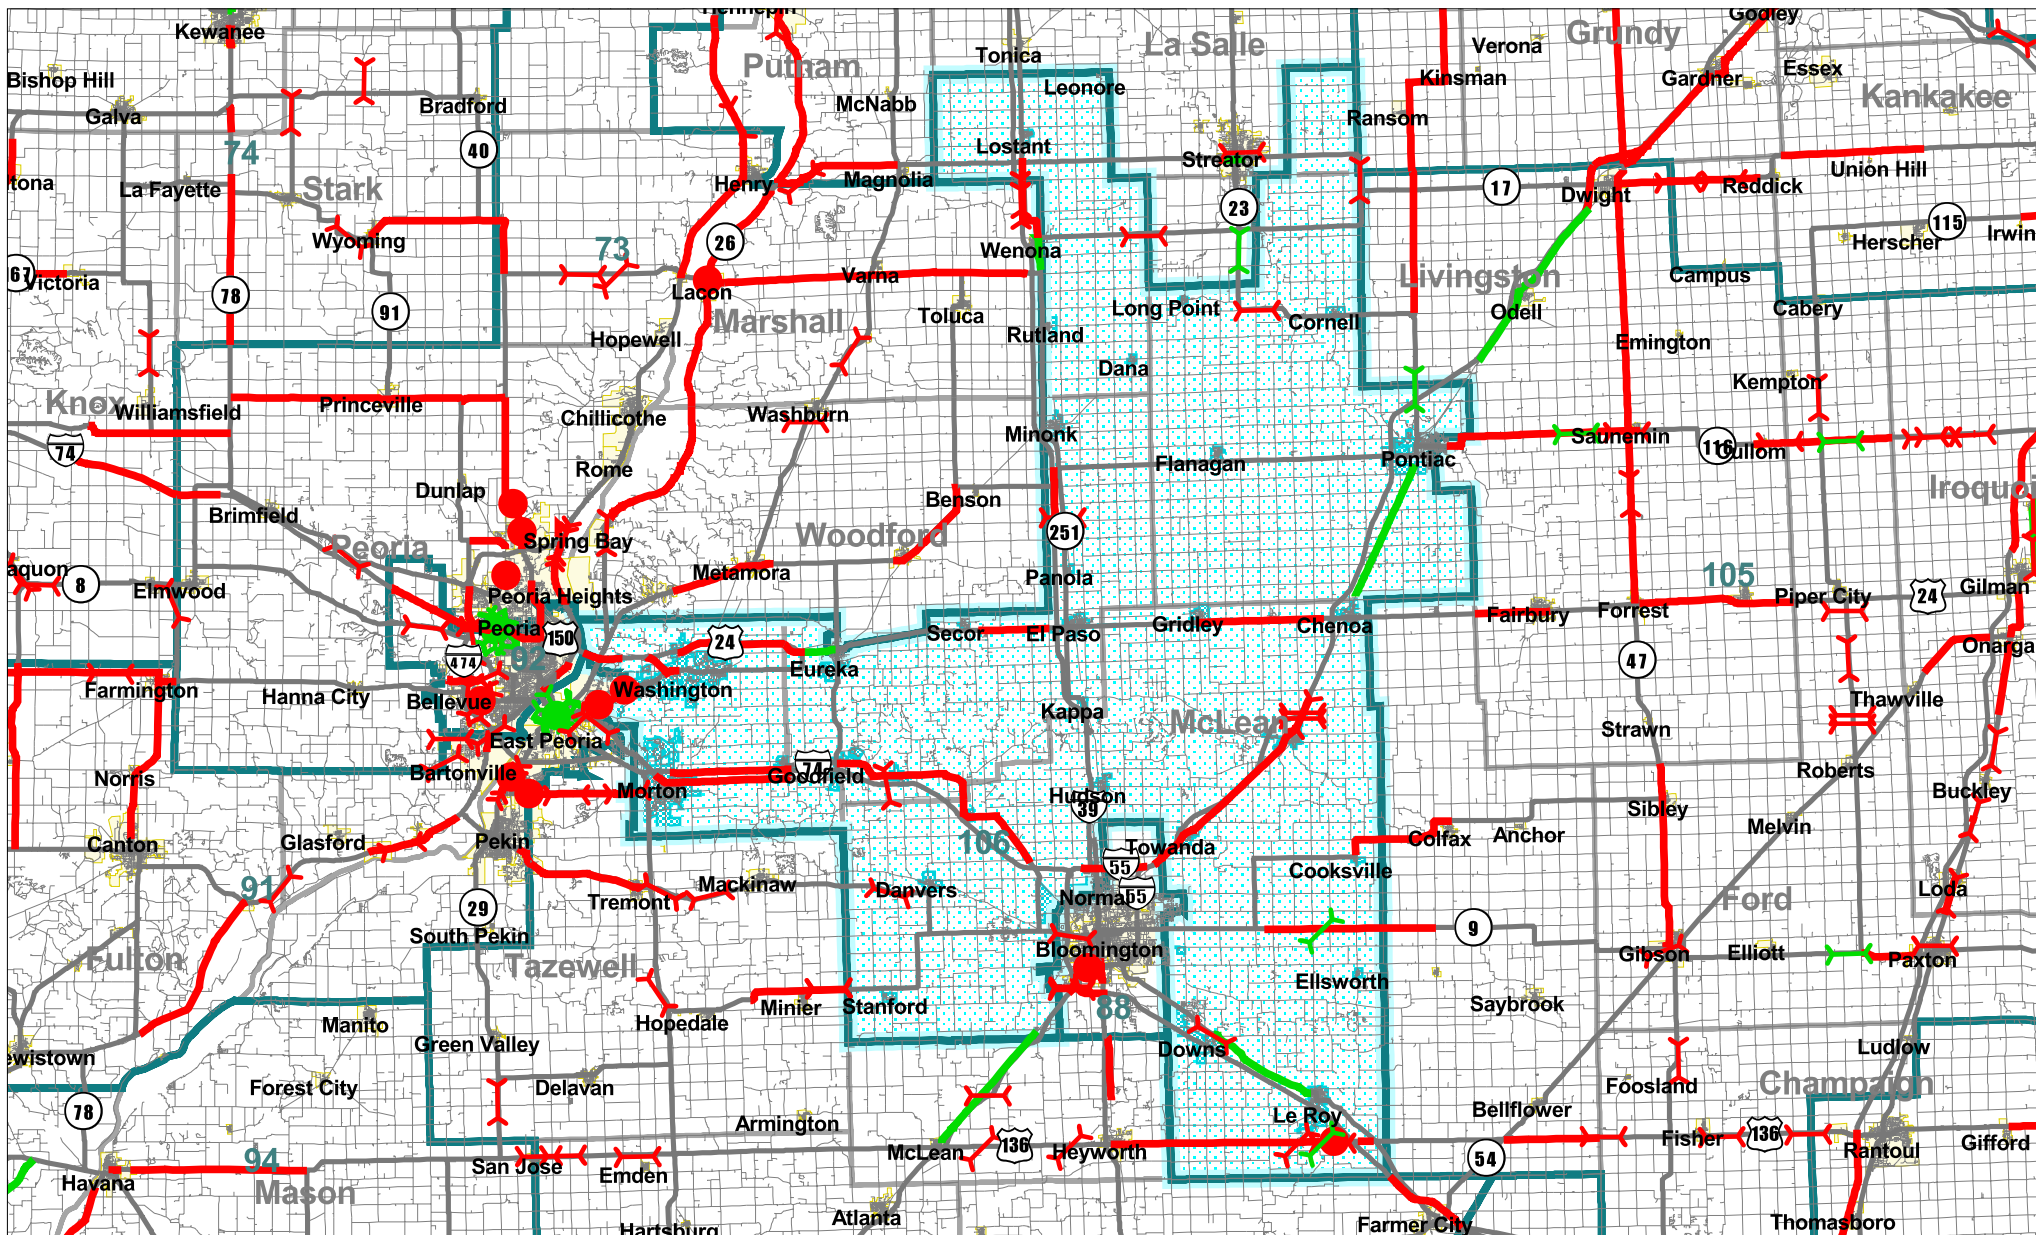 Hennepin
Godley
Kewanee
Tonica
La Salle
Grundy
Verona
Putnam
Bishop Hill
Leonore
Kinsman
Gardner
Essex
Kankakee
Galva
Bradford
McNabb
Ransom
74
40
Lostant
Streator
Union Hill
tona
La Fayette
Stark
Henry
Magnolia
17
Dwight
Reddick
23
Wyoming
73
26
Wenona
115
Herscher
Irwin
67
Victoria
78
Lacon
Varna
Livingston
Campus
91
Marshall
Toluca
Long Point
Cornell
Odell
Cabery
Hopewell
Rutland
Emington
Dana
Kempton
Knox
Williamsfield
Princeville
Chillicothe
Washburn
Minonk
74
Rome
Flanagan
Pontiac
Saunemin
116
Cullom
Dunlap
Benson
Iroquoi
Brimfield
Peoria
Spring Bay
Woodford
251
aquon
8
Elmwood
Metamora
Panola
105
Gilman
Peoria Heights
Piper City
24
Peoria
150
24
Secor
El Paso
Gridley
Chenoa
Fairbury
Forrest
474
92
Eureka
47
Onarga
Farmington
Hanna City
Bellevue
Washington
Kappa
McLean
Thawville
East Peoria
Strawn
Norris
Bartonville
74
Goodfield
Morton
Hudson
39
Roberts
Buckley
Sibley
Canton
Glasford
Pekin
106
Towanda
Colfax
Anchor
Melvin
55
Cooksville
91
Mackinaw
Danvers
Normal
55
Loda
29
Tremont
Ford
South Pekin
Bloomington
9
Fulton
Tazewell
Gibson
Elliott
Paxton
Ellsworth
Minier
Stanford
88
Saybrook
Manito
Hopedale
ewistown
Green Valley
Downs
Ludlow
Forest City
Delavan
Foosland
Champaign
78
Le Roy
Bellflower
Armington
McLean
136
Heyworth
Fisher
136
Rantoul
Gifford
94
San Jose
Emden
54
Havana
Mason
Atlanta
Farmer City
Thomasboro
Hartsburg